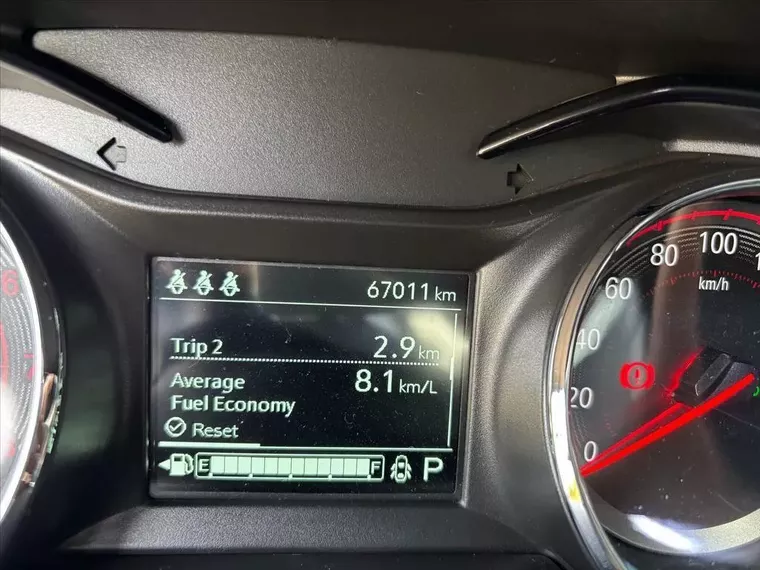 67011 km
Trip 2 2.9 km
Average 8.1 km/L
Fuel Economy
Reset
E F P
6
0
20
40
60
80
100
km/h